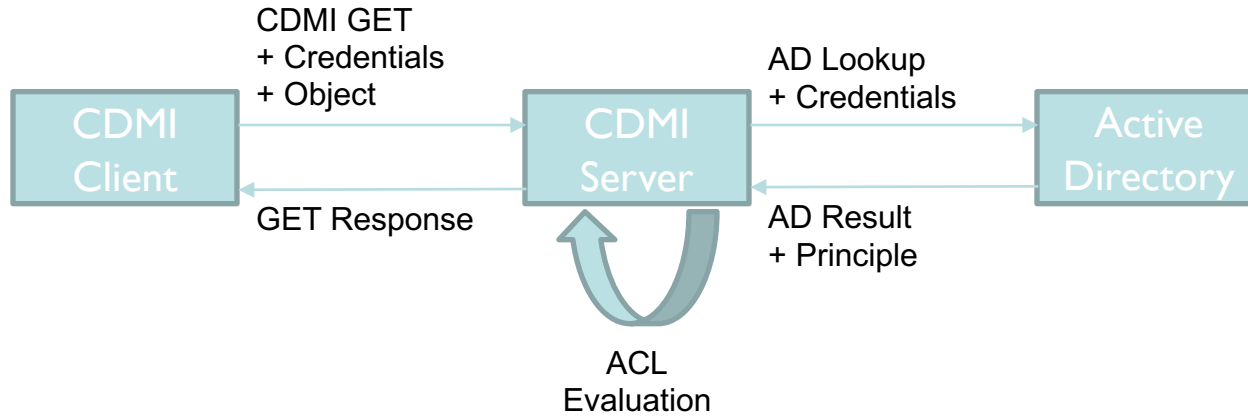 CDMI GET
+ Credentials
+ Object
AD Lookup
+ Credentials
CDMI
Client
CDMI
Server
Active
Directory
GET Response
AD Result
+ Principle
ACL
Evaluation